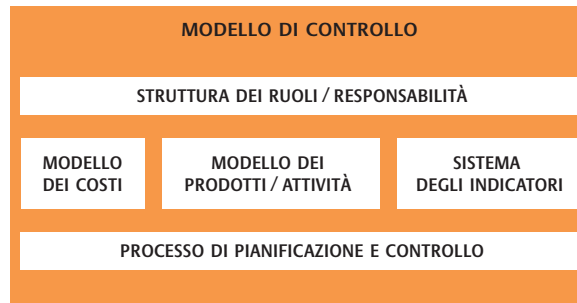 MODELLO DI CONTROLLO
STRUTTURA DEI RUOLI / RESPONSABILITÀ
MODELLO
DEI COSTI
MODELLO DEI
PRODOTTI / ATTIVITÀ
SISTEMA
DEGLI INDICATORI
PROCESSO DI PIANIFICAZIONE E CONTROLLO